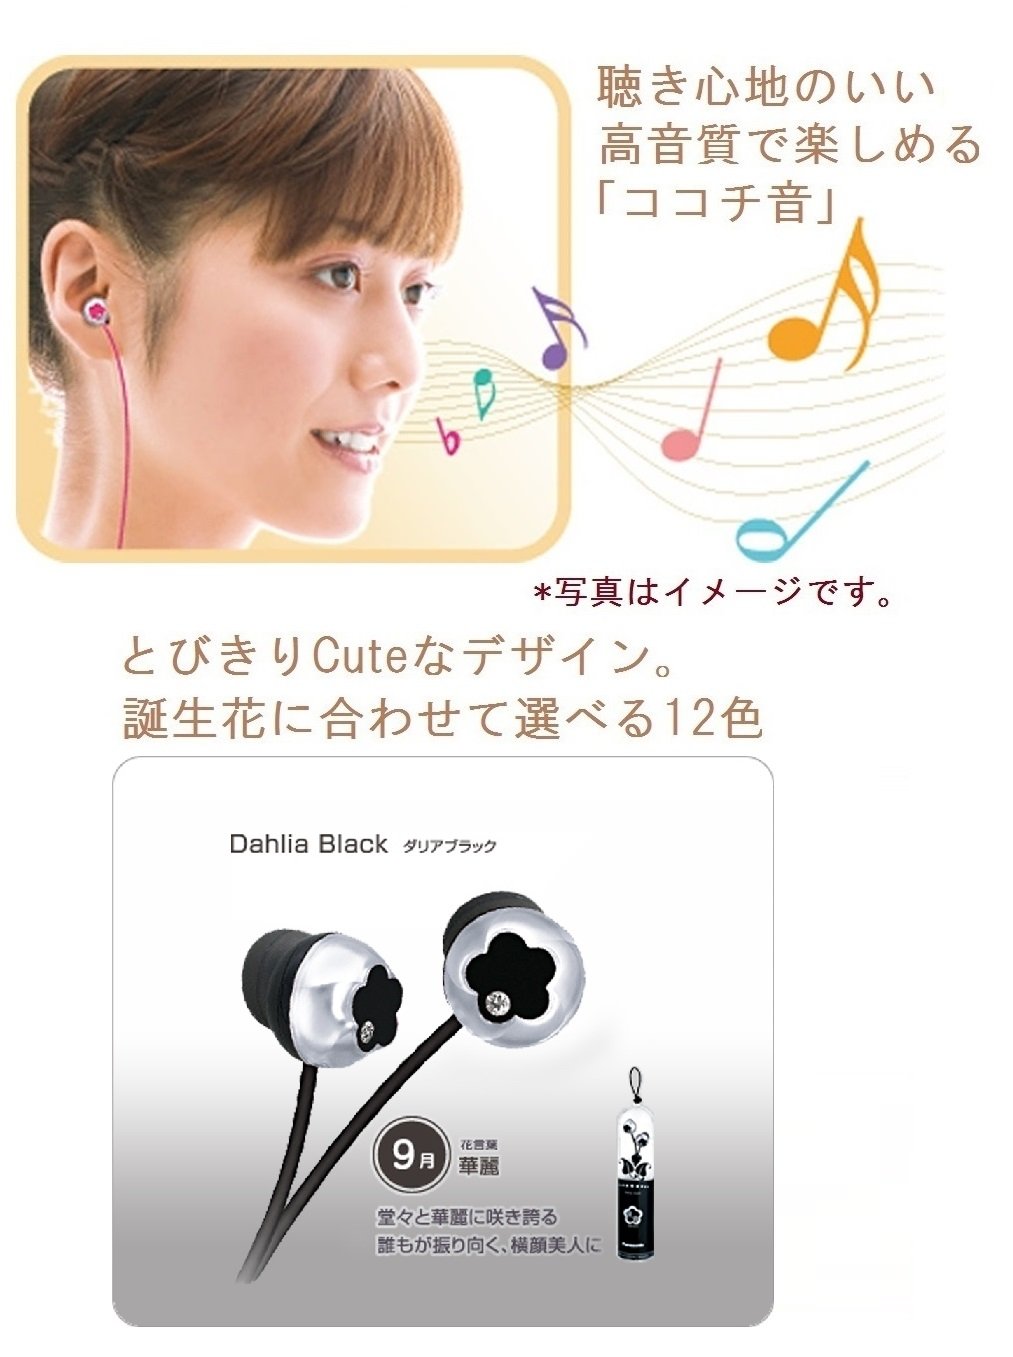 聴き心地のいい
高音質で楽しめる
「ココチ音」
*写真はイメージです。
とびきりCuteなデザイン。
誕生花に合わせて選べる12色
Dahlia Black ダリアブラック
9月
花言葉
華麗
堂々と華麗に咲き誇る
誰もが振り向く、横顔美人に